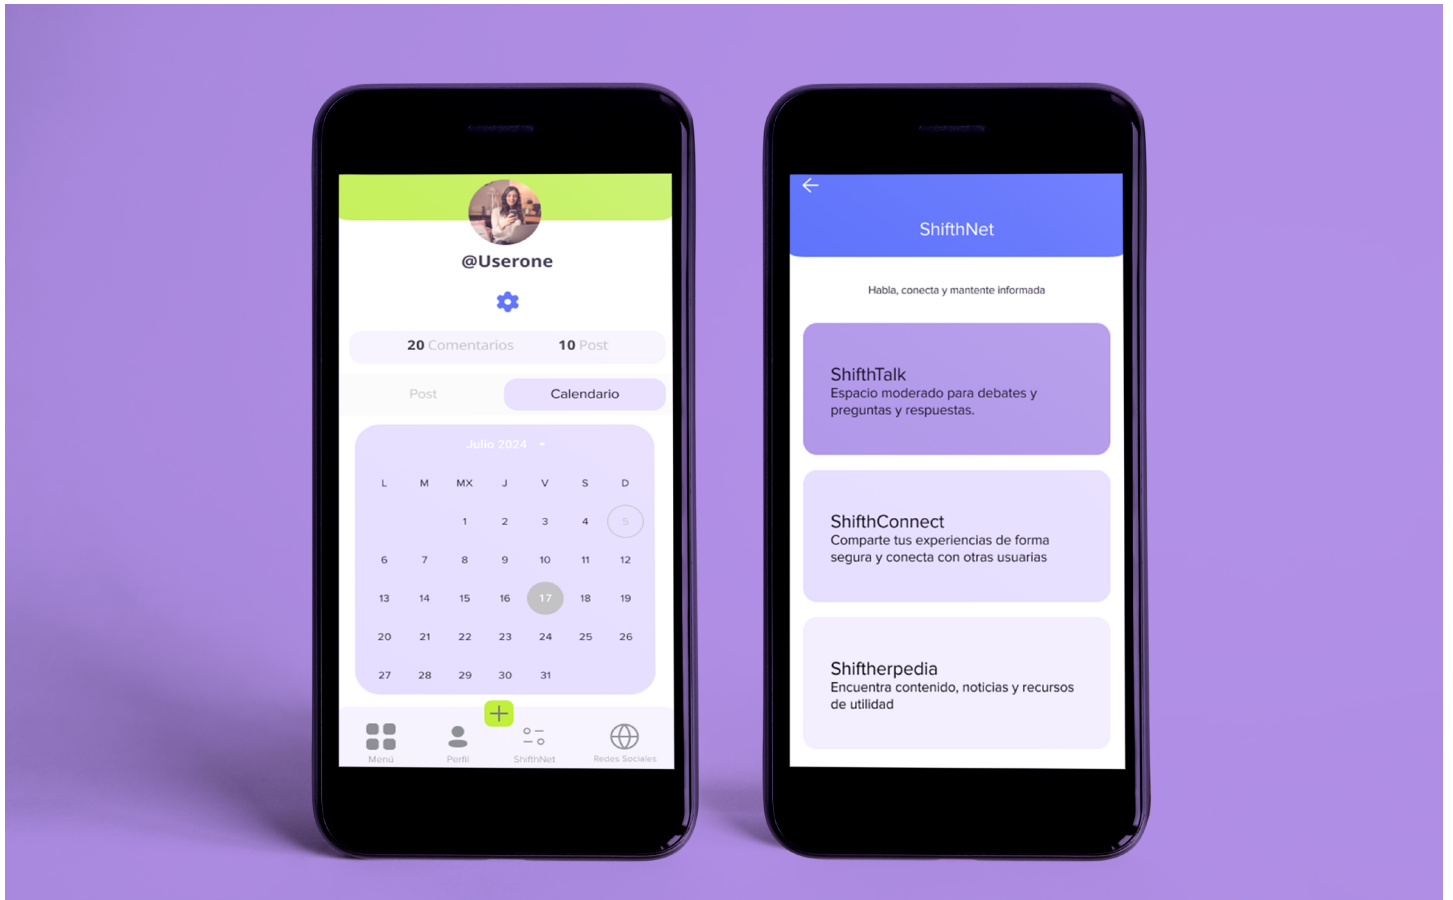 @Userone
20 Comentarios 10 Post
Post Calendario
Julio 2024
L M MX J V S D
1 2 3 4 5
6 7 8 9 10 11 12
13 14 15 16 17 18 19
20 21 22 23 24 25 26
27 28 29 30 31
Menú Perfil ShifthNet Redes Sociales
ShifthNet
Habla, conecta y mantente informada
ShifthTalk
Espacio moderado para debates y
preguntas y respuestas.
ShifthConnect
Comparte tus experiencias de forma
segura y conecta con otras usuarias
Shiftherpedia
Encuentra contenido, noticias y recursos
de utilidad